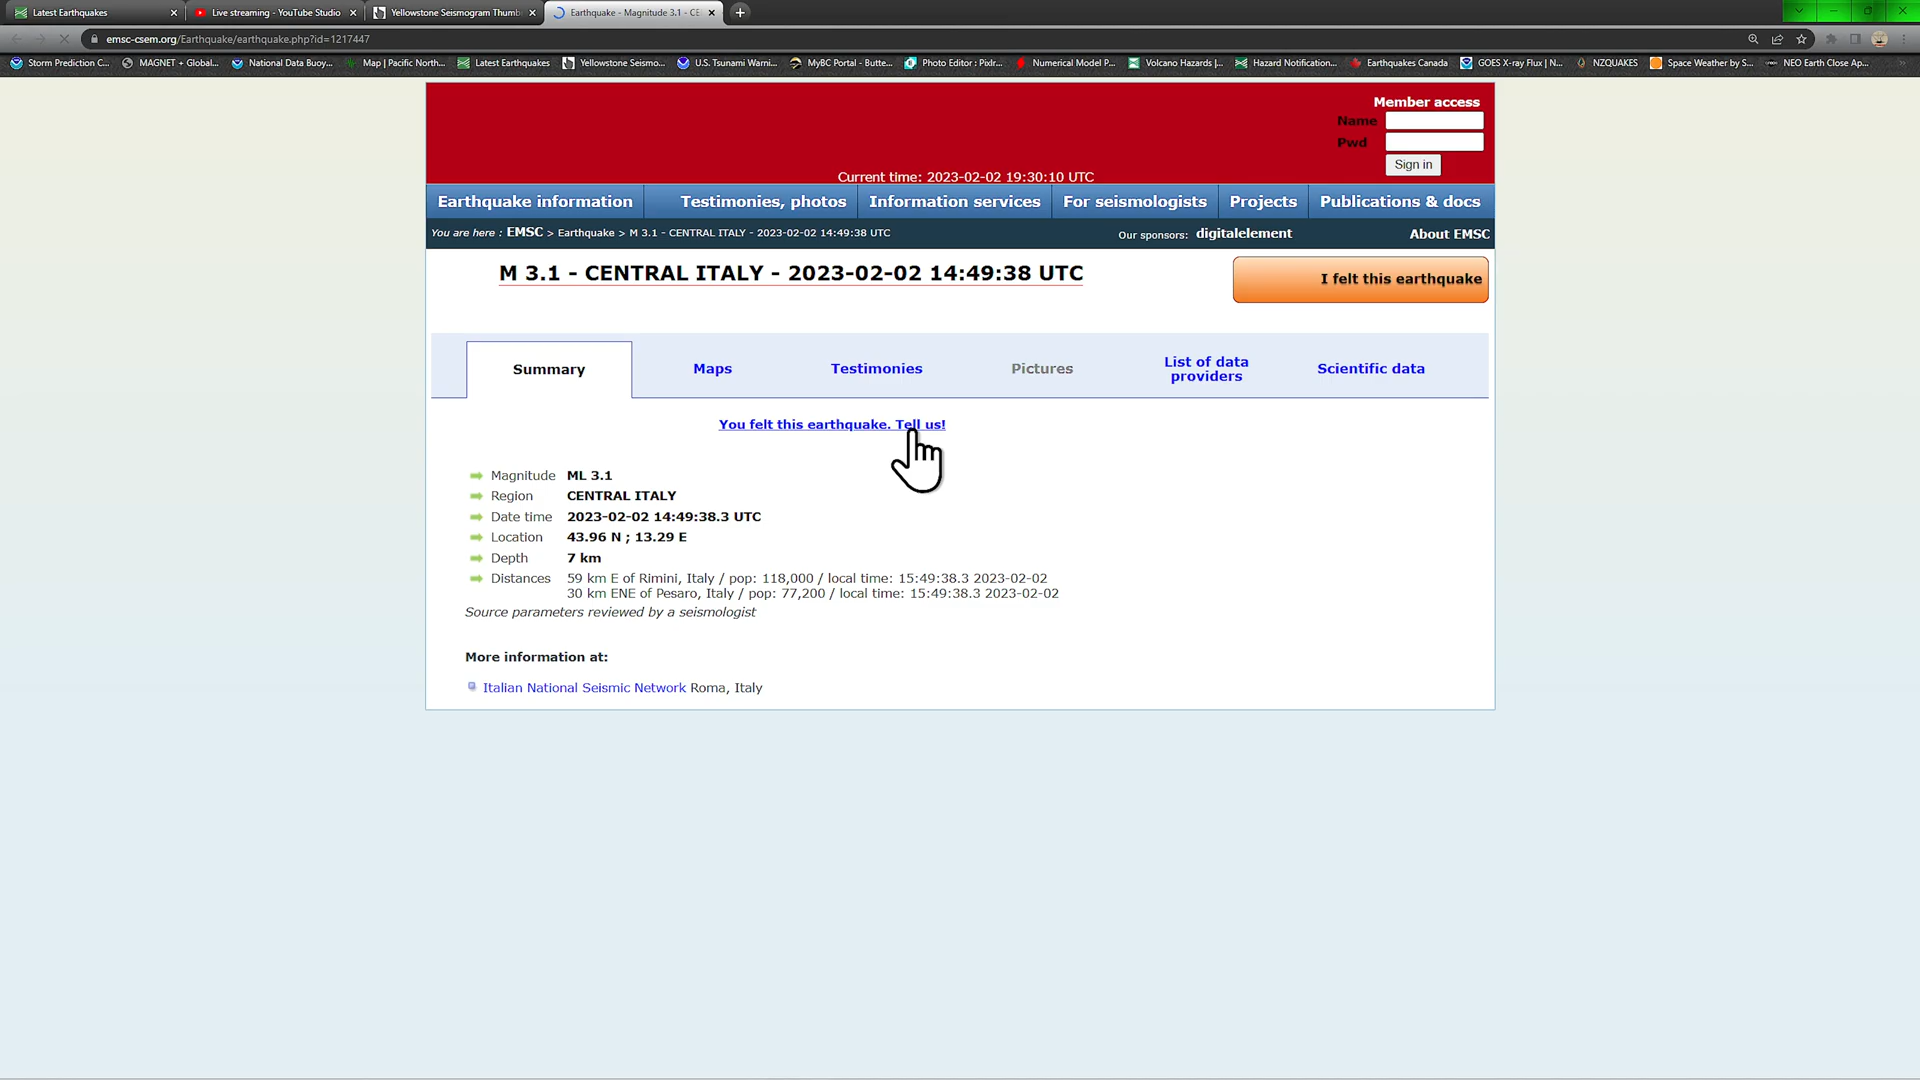 Latest Earthquakes
Live streaming - YouTube Studio
Yellowstone Seismogram Thumb
Earthquake - Magnitude 3.1 - CE
emsc-csem.org/Earthquake/earthquake.php?id=1217447
Storm Prediction C...
MAGNET + Global...
National Data Buoy...
Map | Pacific North...
Latest Earthquakes
Yellowstone Seismo...
U.S. Tsunami Warni...
MyBC Portal - Butte...
Photo Editor : Pixlr...
Numerical Model P...
Volcano Hazards |...
Hazard Notification...
Earthquakes Canada
GOES X-ray Flux | N...
NZQUAKES
Space Weather by S...
NEO Earth Close Ap...
Member access
Name
Pwd
Sign in
Current time: 2023-02-02 19:30:10 UTC
Earthquake information
Testimonies, photos
Information services
For seismologists
Projects
Publications & docs
You are here : EMSC > Earthquake > M 3.1 - CENTRAL ITALY - 2023-02-02 14:49:38 UTC
Our sponsors: digitalelement
About EMSC
M 3.1 - CENTRAL ITALY - 2023-02-02 14:49:38 UTC
I felt this earthquake
Summary
Maps
Testimonies
Pictures
List of data
providers
Scientific data
You felt this earthquake. Tell us!
Magnitude ML 3.1
Region CENTRAL ITALY
Date time 2023-02-02 14:49:38.3 UTC
Location 43.96 N ; 13.29 E
Depth 7 km
Distances 59 km E of Rimini, Italy / pop: 118,000 / local time: 15:49:38.3 2023-02-02
30 km ENE of Pesaro, Italy / pop: 77,200 / local time: 15:49:38.3 2023-02-02
Source parameters reviewed by a seismologist
More information at:
Italian National Seismic Network Roma, Italy